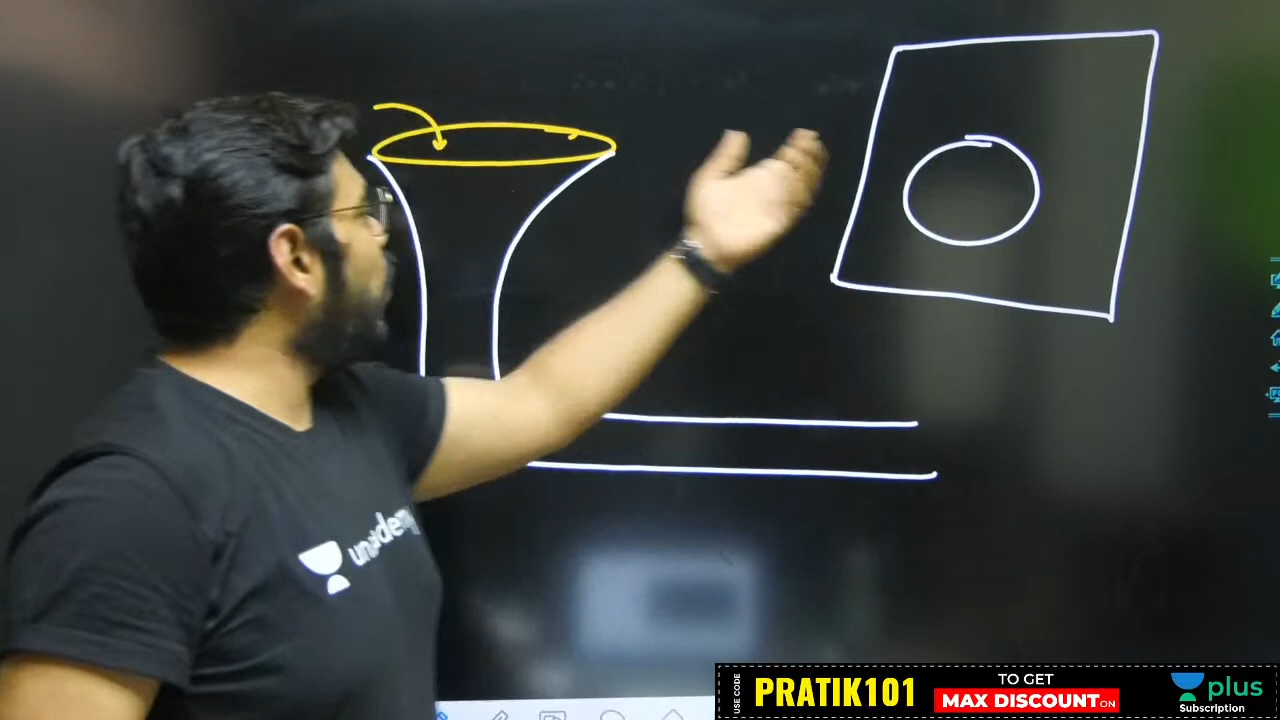 unacademy
USE CODE
PRATIK101
TO GET
MAX DISCOUNT ON
plus
Subscription